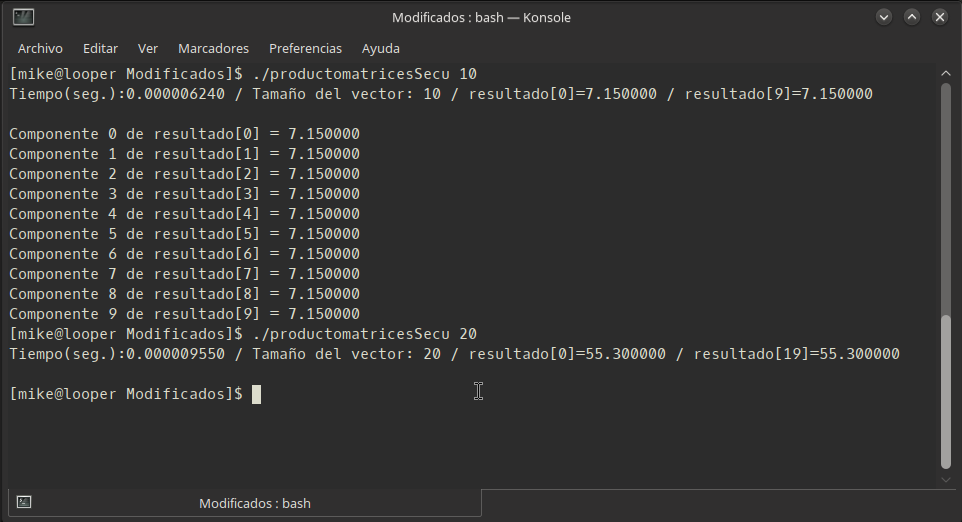 Modificados : bash — Konsole
Archivo Editar Ver Marcadores Preferencias Ayuda
[mike@looper Modificados]$ ./productomatricesSecu 10
Tiempo(seg.):0.000006240 / Tamaño del vector: 10 / resultado[0]=7.150000 / resultado[9]=7.150000
Componente 0 de resultado[0] = 7.150000
Componente 1 de resultado[1] = 7.150000
Componente 2 de resultado[2] = 7.150000
Componente 3 de resultado[3] = 7.150000
Componente 4 de resultado[4] = 7.150000
Componente 5 de resultado[5] = 7.150000
Componente 6 de resultado[6] = 7.150000
Componente 7 de resultado[7] = 7.150000
Componente 8 de resultado[8] = 7.150000
Componente 9 de resultado[9] = 7.150000
[mike@looper Modificados]$ ./productomatricesSecu 20
Tiempo(seg.):0.000009550 / Tamaño del vector: 20 / resultado[0]=55.300000 / resultado[19]=55.300000
[mike@looper Modificados]$
Modificados : bash